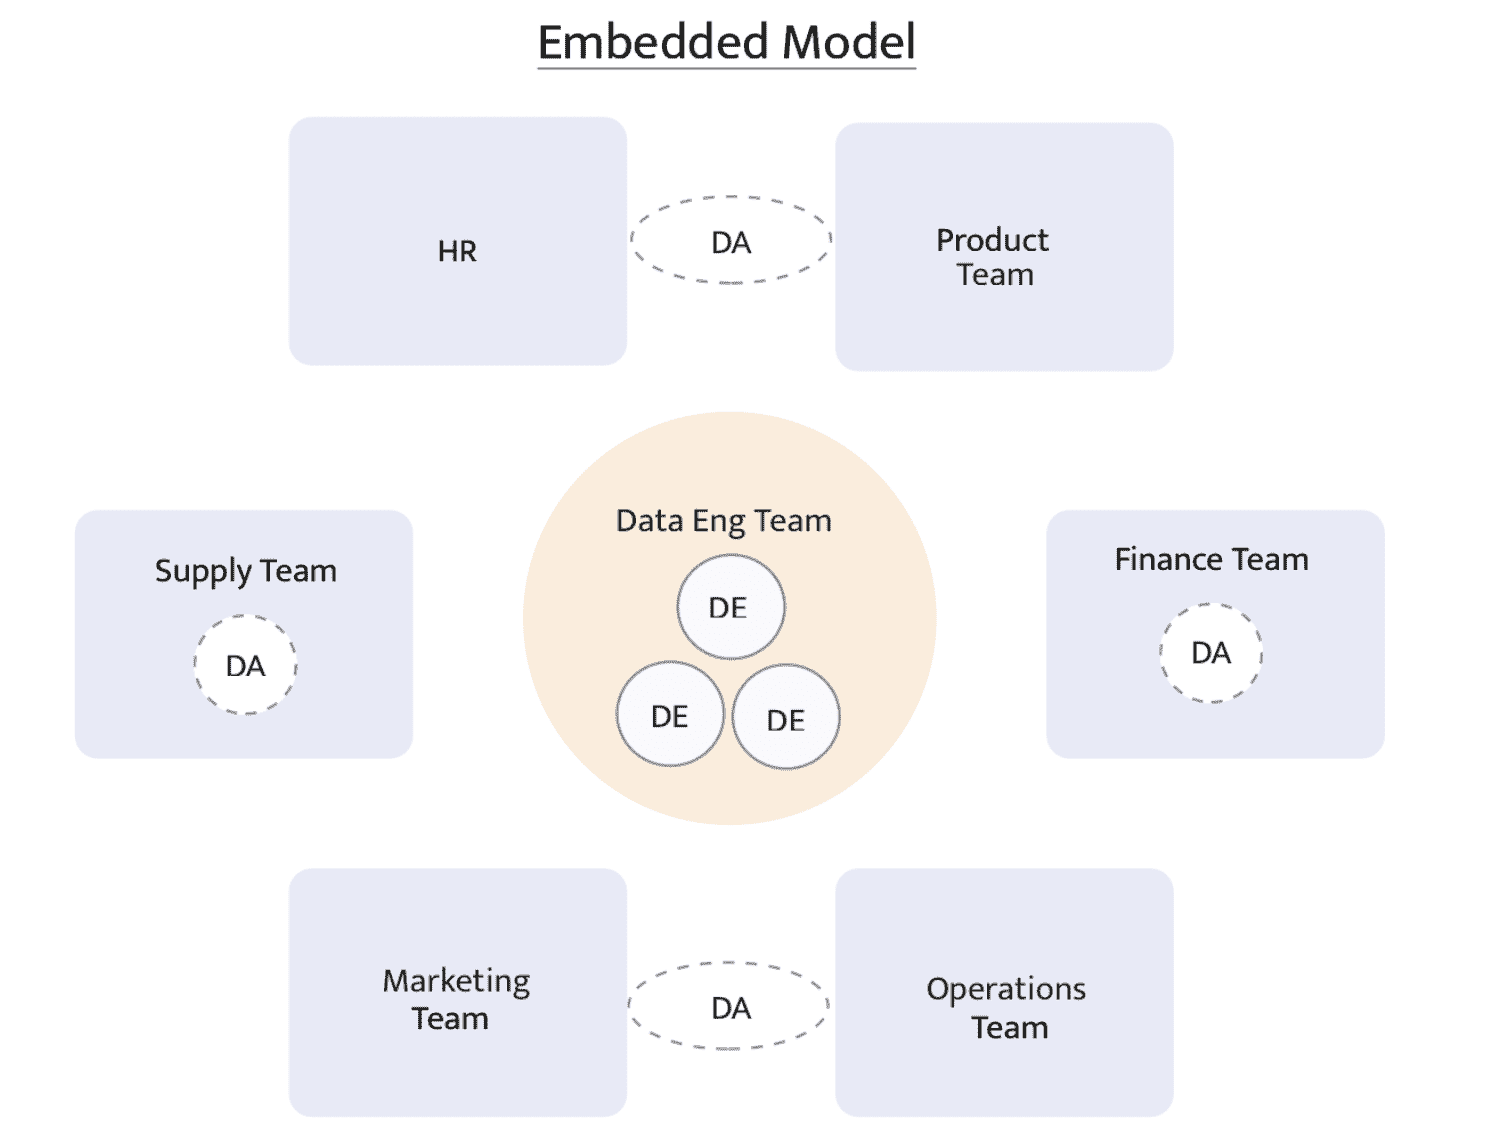 Embedded Model
HR
DA
Product
Team
Data Eng Team
DE
DE
DE
Supply Team
DA
Finance Team
DA
Marketing
Team
DA
Operations
Team